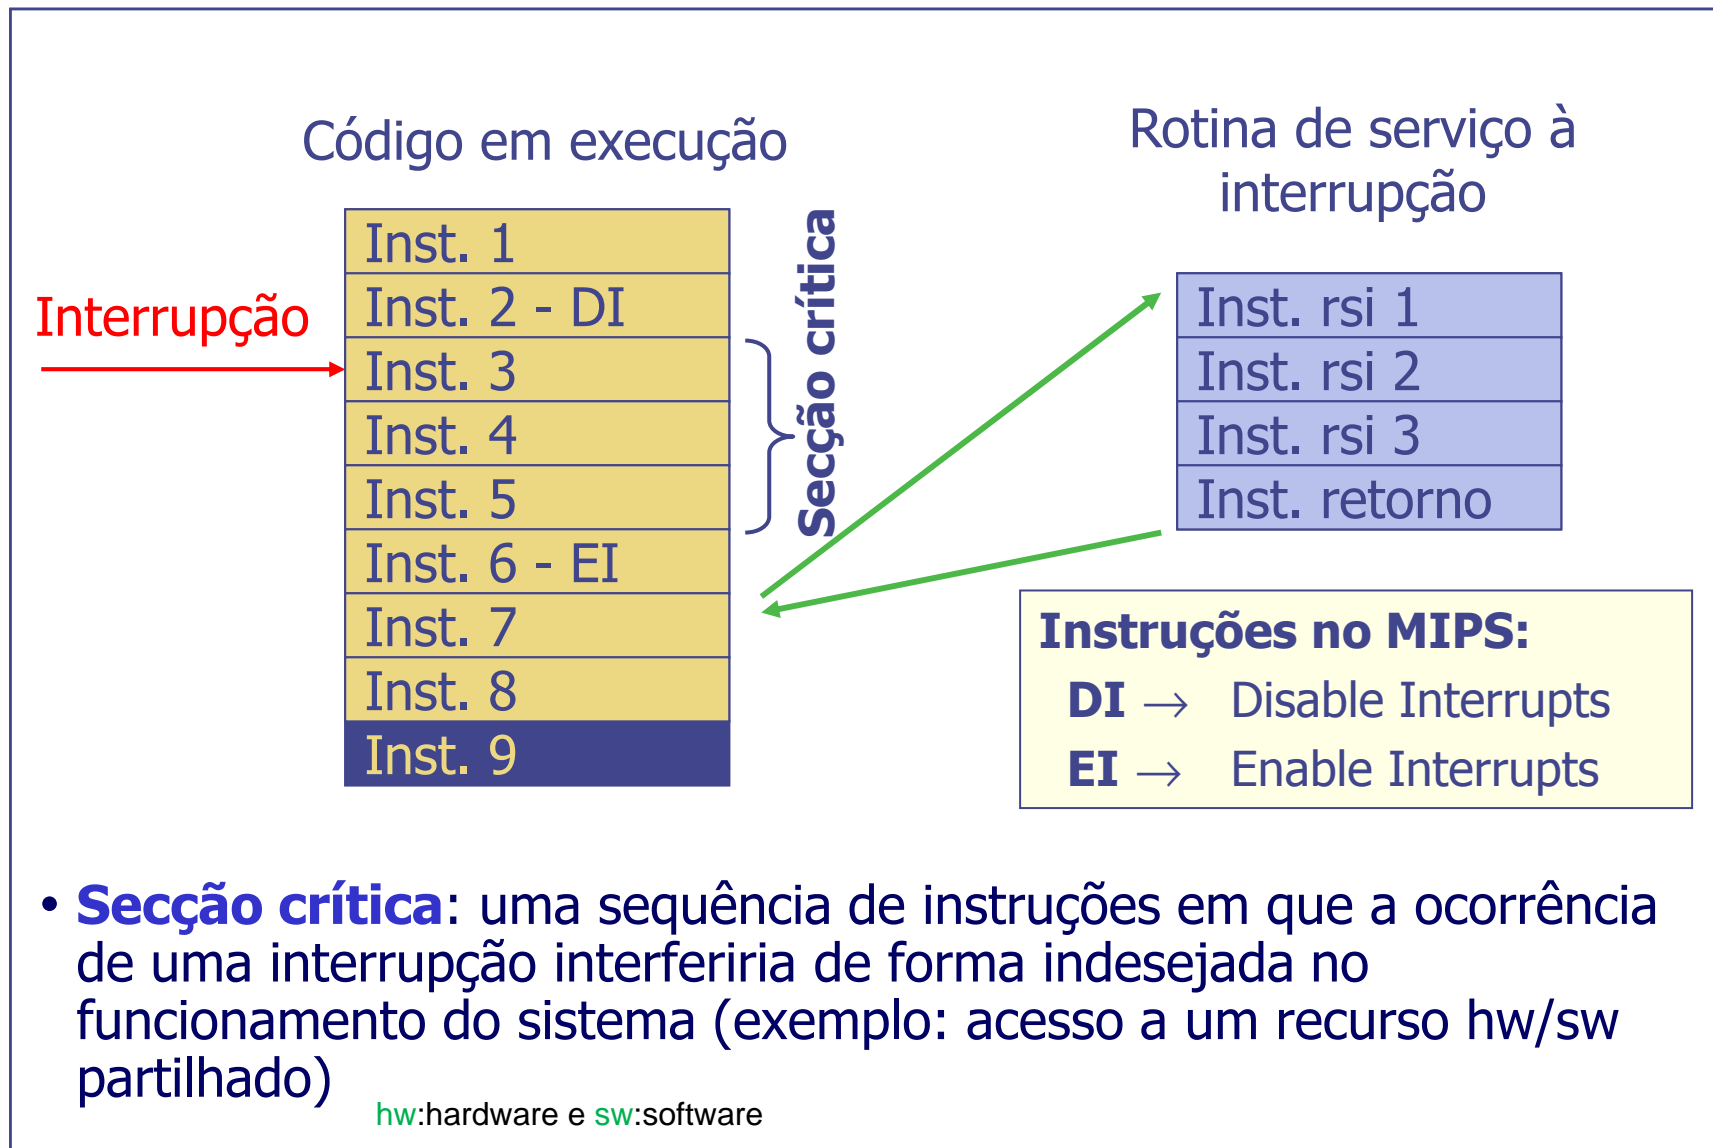 Código em execução
Rotina de serviço à
interrupção
Interrupção
Inst. 1
Inst. 2 - DI
Inst. 3
Inst. 4
Inst. 5
Inst. 6 - EI
Inst. 7
Inst. 8
Inst. 9
Secção crítica
Inst. rsi 1
Inst. rsi 2
Inst. rsi 3
Inst. retorno
Instruções no MIPS:
DI → Disable Interrupts
EI → Enable Interrupts
• Secção crítica: uma sequência de instruções em que a ocorrência
de uma interrupção interferiria de forma indesejada no
funcionamento do sistema (exemplo: acesso a um recurso hw/sw
partilhado)
hw:hardware e sw:software